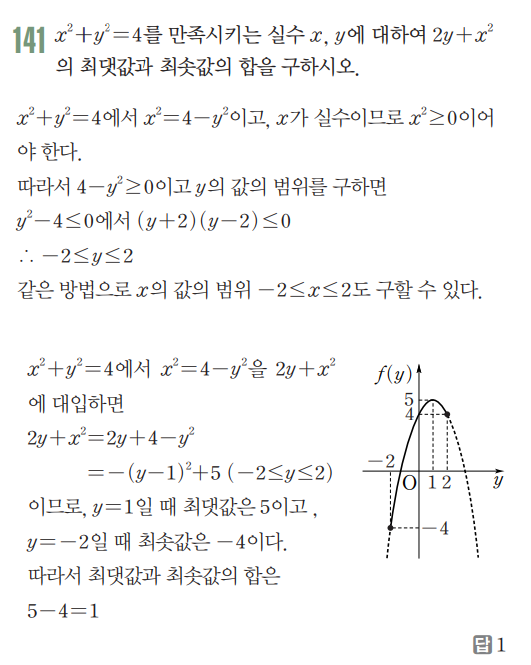 141 x²+y²=4를 만족시키는 실수 x, y에 대하여 2y+x²
의 최댓값과 최솟값의 합을 구하시오.
x²+y²=4에서 x²=4-y²이고, x가 실수이므로 x²≥0이어
야 한다.
따라서 4-y²≥0이고 y의 값의 범위를 구하면
y²-4≤0에서 (y+2)(y-2)≤0
∴ -2≤y≤2
같은 방법으로 x의 값의 범위 -2≤x≤2도 구할 수 있다.
x²+y²=4에서 x²=4-y²을 2y+x²
에 대입하면
2y+x²=2y+4-y²
=-(y-1)²+5 (-2≤y≤2)
이므로, y=1일 때 최댓값은 5이고 ,
y=-2일 때 최솟값은 -4이다.
따라서 최댓값과 최솟값의 합은
5-4=1
f(y)
5
4
-2
O 1 2 y
-4
답 1